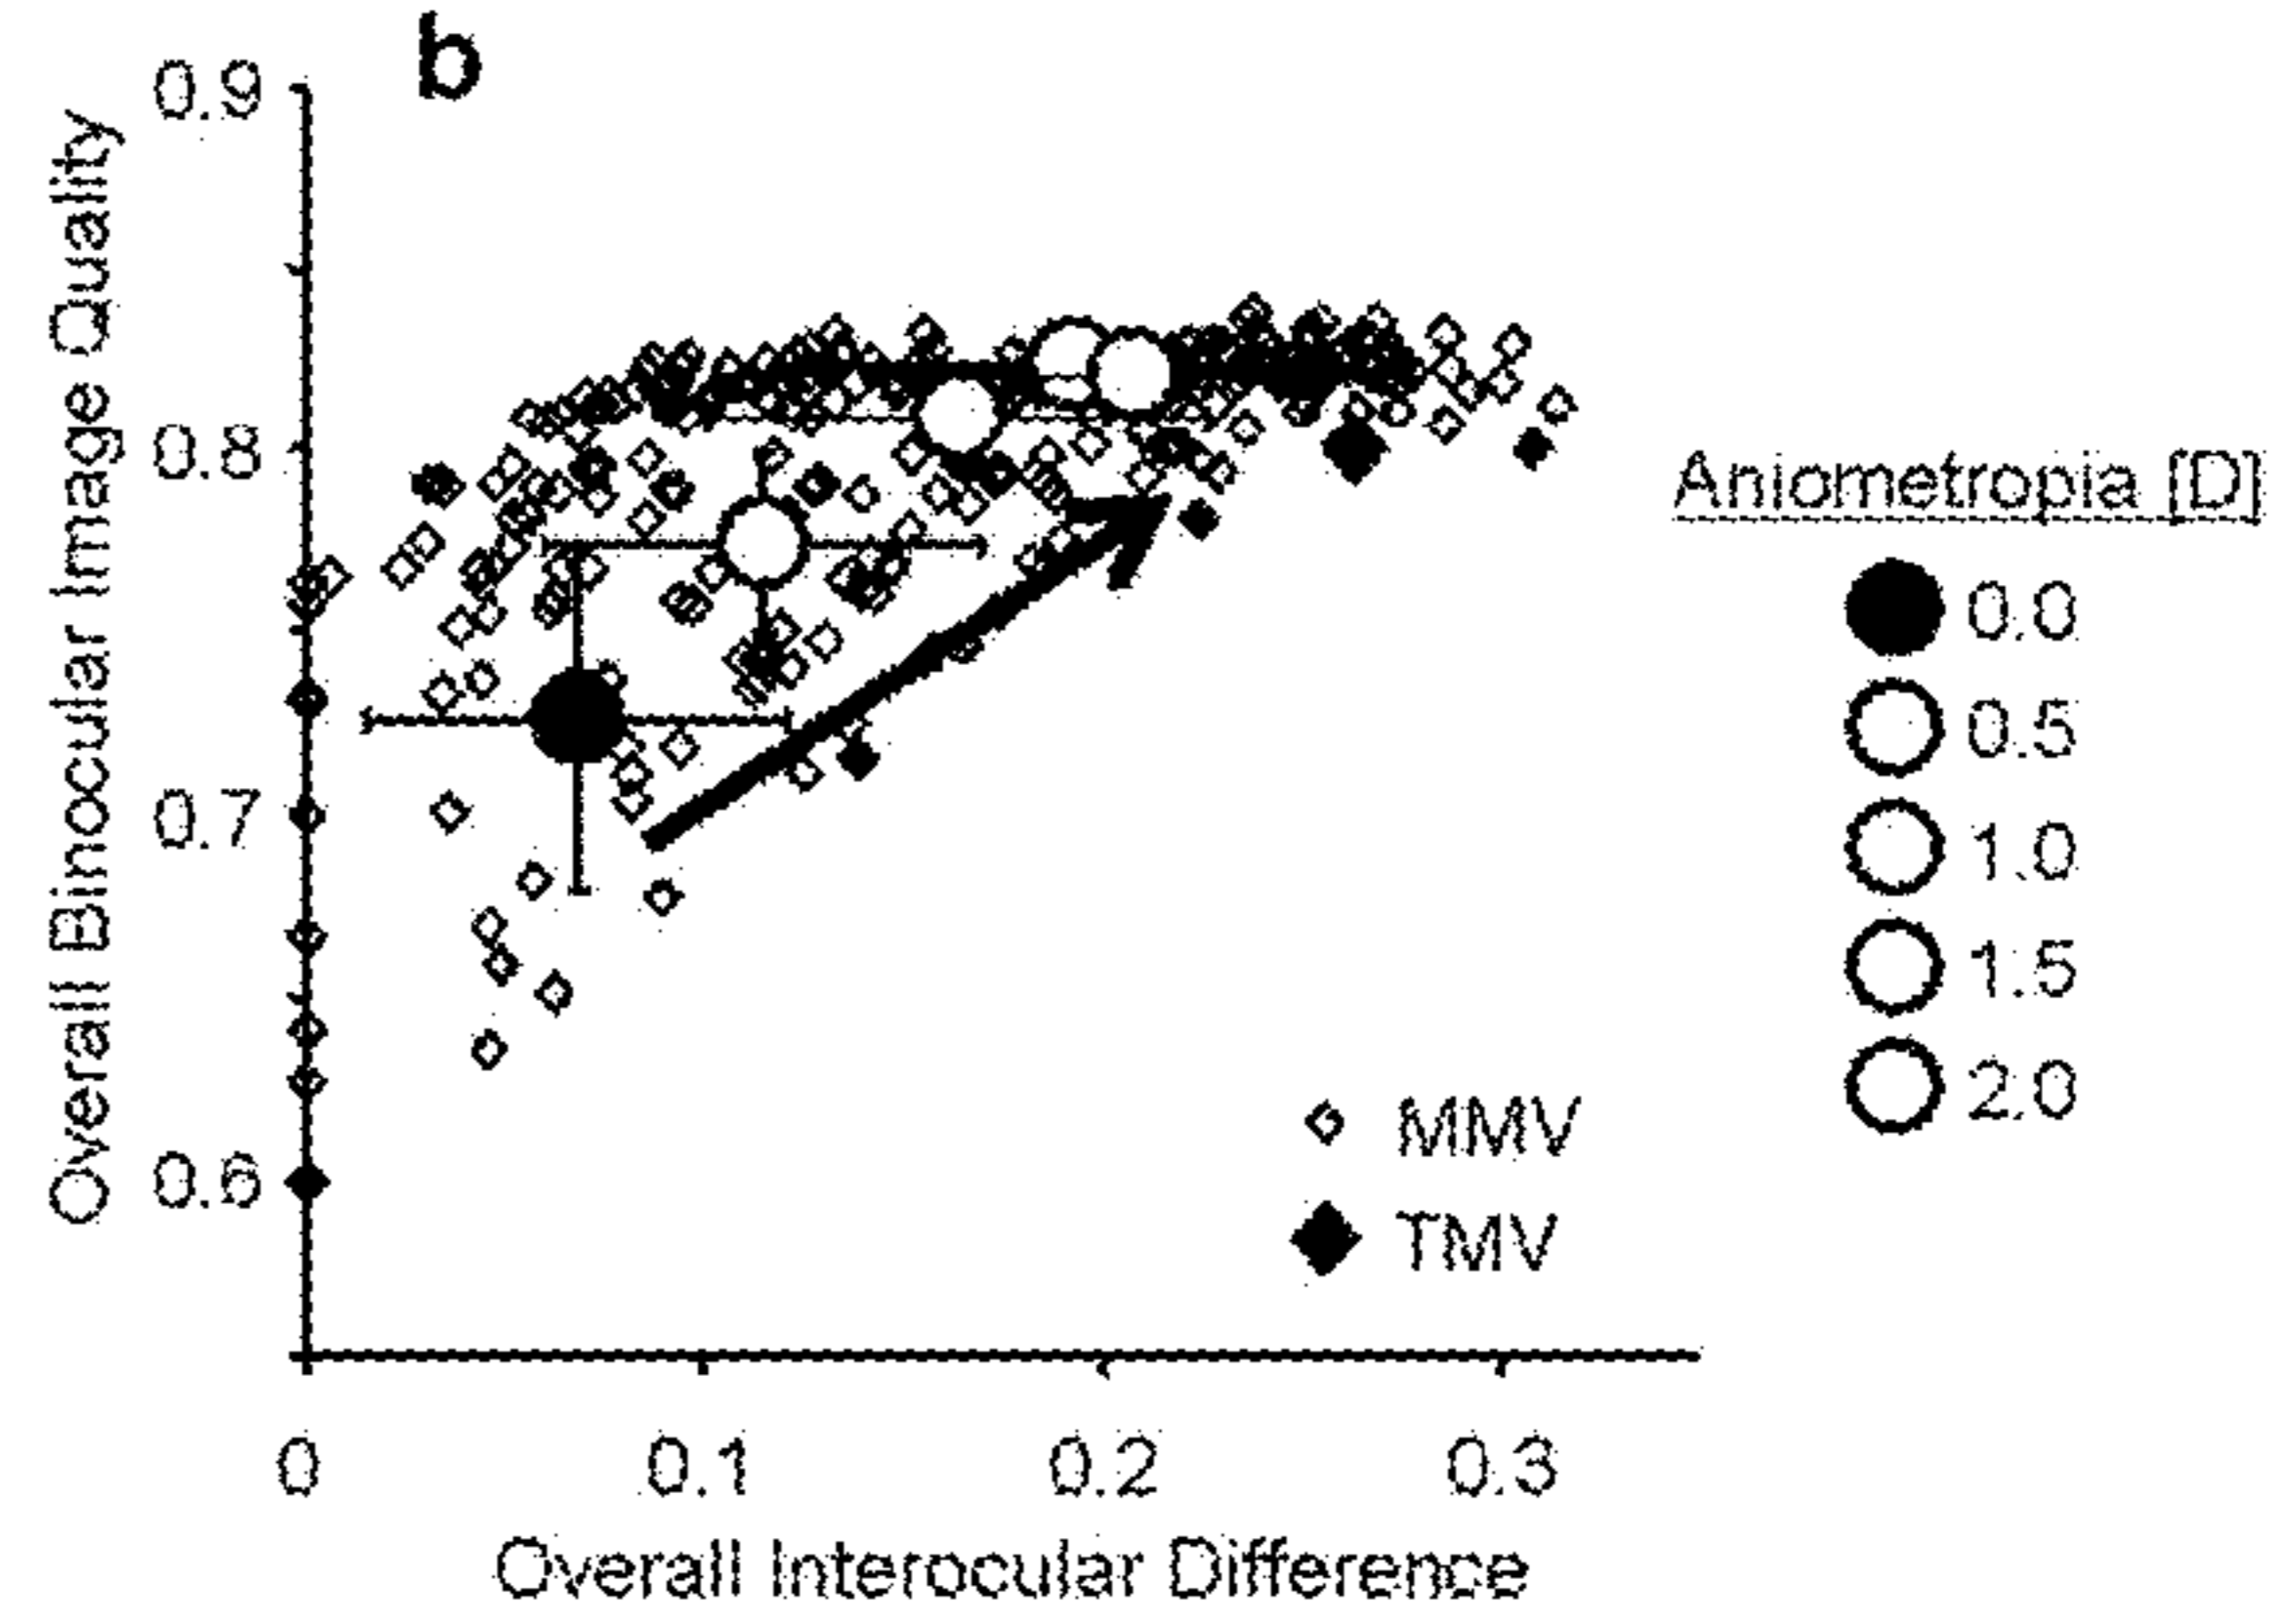 b
Overall Binocular Image Quality
0.9
0.8
0.7
0.6
0
0.1
0.2
0.3
Overall Interocular Difference
MMV
TMV
Aniometropia [D]
0.0
0.5
1.0
1.5
2.0